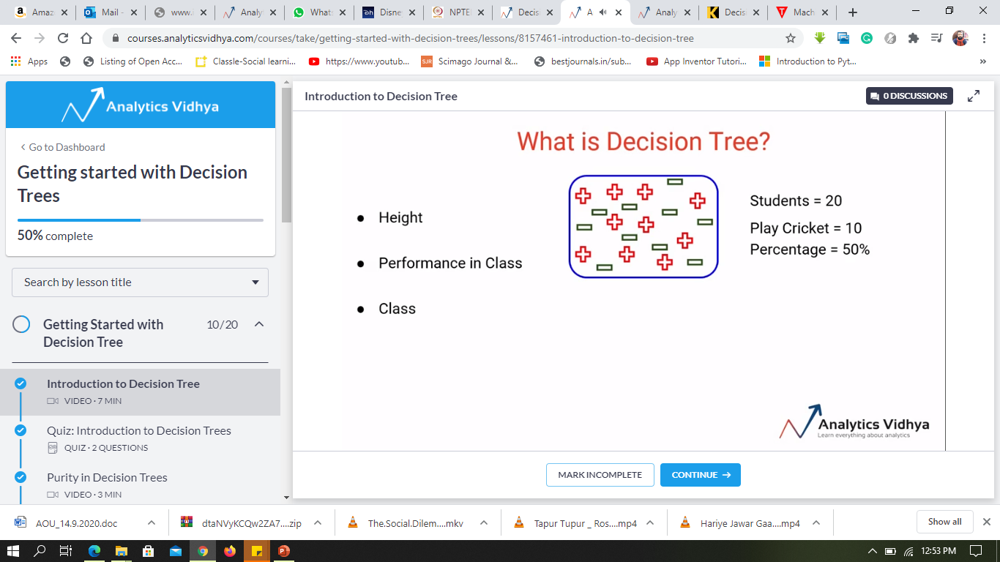 Amaz
Mail -
www.
Analy
What
Disne
NPTE
Decis
A
Analy
Decis
Mach
courses.analyticsvidhya.com/courses/take/getting-started-with-decision-trees/lessons/8157461-introduction-to-decision-tree
Apps
Listing of Open Acc...
Classle-Social learni...
https://www.youtub...
SJR
Scimago Journal &...
bestjournals.in/sub...
App Inventor Tutori...
Introduction to Pyt...
»
Analytics Vidhya
Go to Dashboard
Getting started with Decision
Trees
50% complete
Search by lesson title
Getting Started with
Decision Tree
10/20
Introduction to Decision Tree
VIDEO · 7 MIN
Quiz: Introduction to Decision Trees
QUIZ · 2 QUESTIONS
Purity in Decision Trees
VIDEO · 3 MIN
Introduction to Decision Tree
0 DISCUSSIONS
What is Decision Tree?
● Height
● Performance in Class
● Class
Students = 20
Play Cricket = 10
Percentage = 50%
Analytics Vidhya
Learn everything about analytics
MARK INCOMPLETE
CONTINUE →
AOU_14.9.2020.doc
dtaNVyKCQw2ZA7....zip
The.Social.Dilem....mkv
Tapur Tupur _ Ros....mp4
Hariye Jawar Gaa....mp4
Show all
12:53 PM